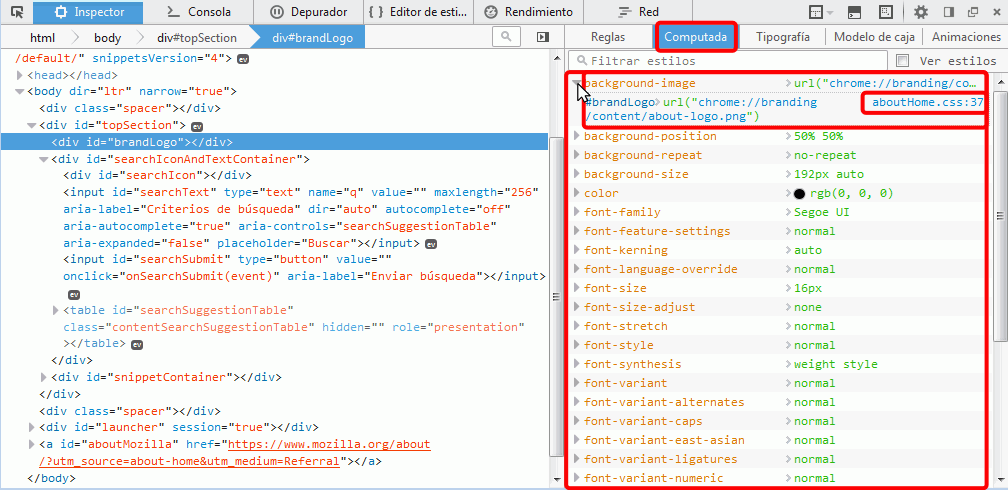 Inspector
Consola
Depurador
{ } Editor de esti...
Rendimiento
Red
html
body
div#topSection
div#brandLogo
Reglas
Computada
Tipografía
Modelo de caja
Animaciones
/default/" snippetsVersion="4"> ev
<head></head>
<body dir="ltr" narrow="true">
<div class="spacer"></div>
<div id="topSection"> ev
<div id="brandLogo"></div>
<div id="searchIconAndTextContainer">
<div id="searchIcon"></div>
<input id="searchText" type="text" name="q" value="" maxlength="256"
aria-label="Criterios de búsqueda" dir="auto" autocomplete="off"
aria-autocomplete="true" aria-controls="searchSuggestionTable"
aria-expanded="false" placeholder="Buscar"></input> ev
<input id="searchSubmit" type="button" value=""
onclick="onSearchSubmit(event)" aria-label="Enviar búsqueda"></input>
ev
<table id="searchSuggestionTable"
class="contentSearchSuggestionTable" hidden="" role="presentation"
></table> ev
</div>
<div id="snippetContainer"></div>
</div>
<div class="spacer"></div>
<div id="launcher" session="true"></div>
<a id="aboutMozilla" href="https://www.mozilla.org/about
/?utm_source=about-home&utm_medium=Referral"></a>
</body>
Filtrar estilos
Ver estilos
background-image url("chrome://branding/co...
#brandLogo url("chrome://branding aboutHome.css:37
/content/about-logo.png")
background-position 50% 50%
background-repeat no-repeat
background-size 192px auto
color rgb(0, 0, 0)
font-family Segoe UI
font-feature-settings normal
font-kerning auto
font-language-override normal
font-size 16px
font-size-adjust none
font-stretch normal
font-style normal
font-synthesis weight style
font-variant normal
font-variant-alternates normal
font-variant-caps normal
font-variant-east-asian normal
font-variant-ligatures normal
font-variant-numeric normal